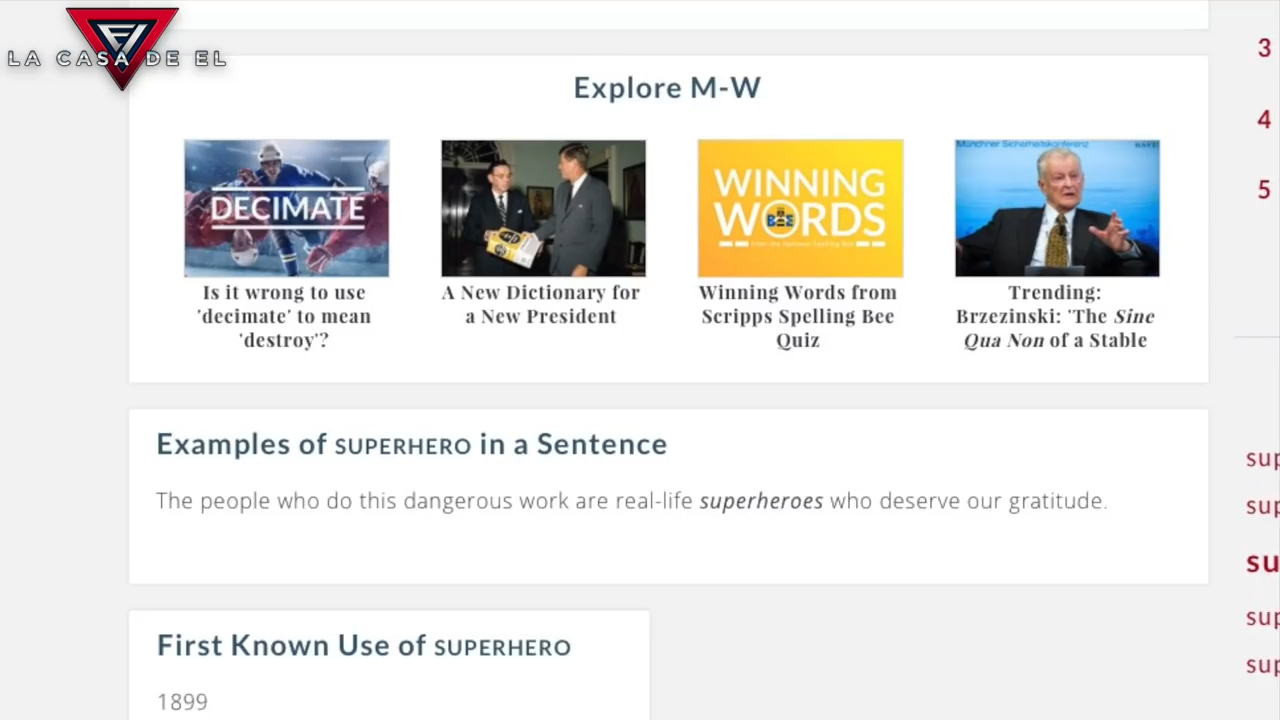 LA CASA DE EL
3
4
5
Explore M-W
DECIMATE
WINNING
WORDS
Münchner Sicherheitskonferenz
Is it wrong to use
'decimate' to mean
'destroy'?
A New Dictionary for
a New President
Winning Words from
Scripps Spelling Bee
Quiz
Trending:
Brzezinski: 'The Sine
Qua Non of a Stable
Examples of SUPERHERO in a Sentence
The people who do this dangerous work are real-life superheroes who deserve our gratitude.
sup
sup
su
sup
sup
First Known Use of SUPERHERO
1899